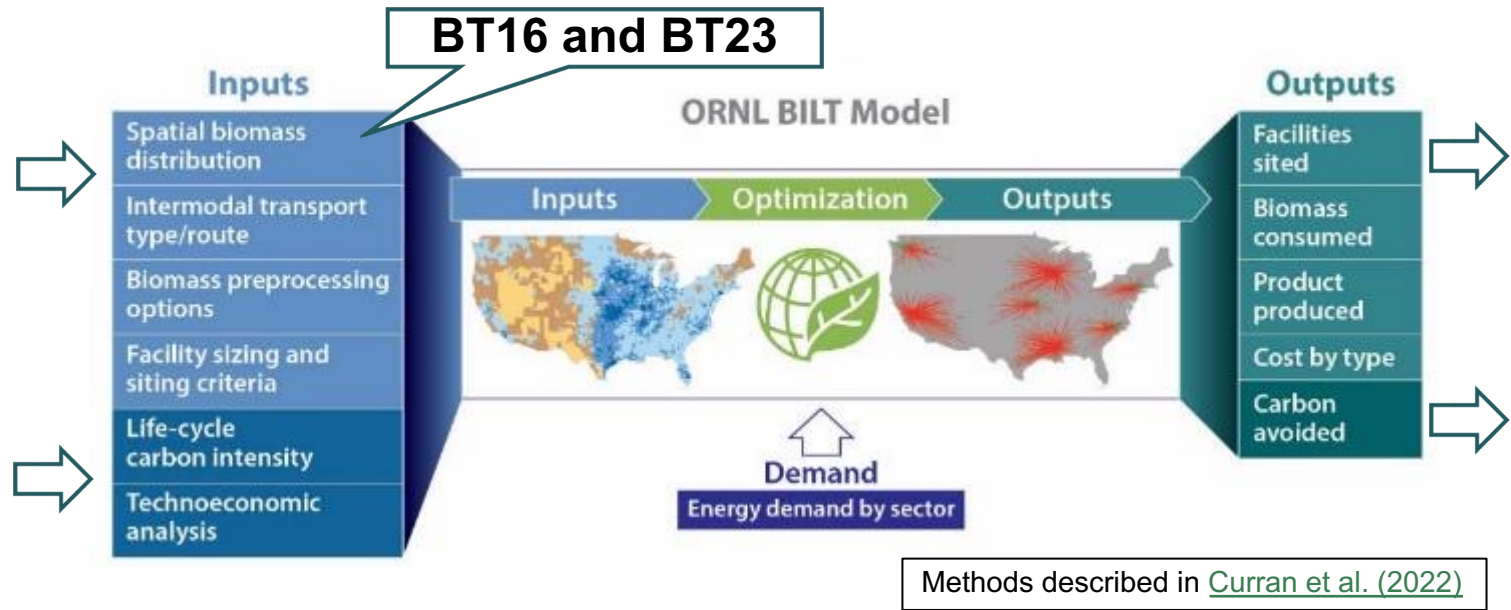 BT16 and BT23
Inputs
Spatial biomass
distribution
Intermodal transport
type/route
Biomass preprocessing
options
Facility sizing and
siting criteria
Life-cycle
carbon intensity
Technoeconomic
analysis
ORNL BILT Model
Inputs
Optimization
Outputs
Demand
Energy demand by sector
Outputs
Facilities
sited
Biomass
consumed
Product
produced
Cost by type
Carbon
avoided
Methods described in Curran et al. (2022)